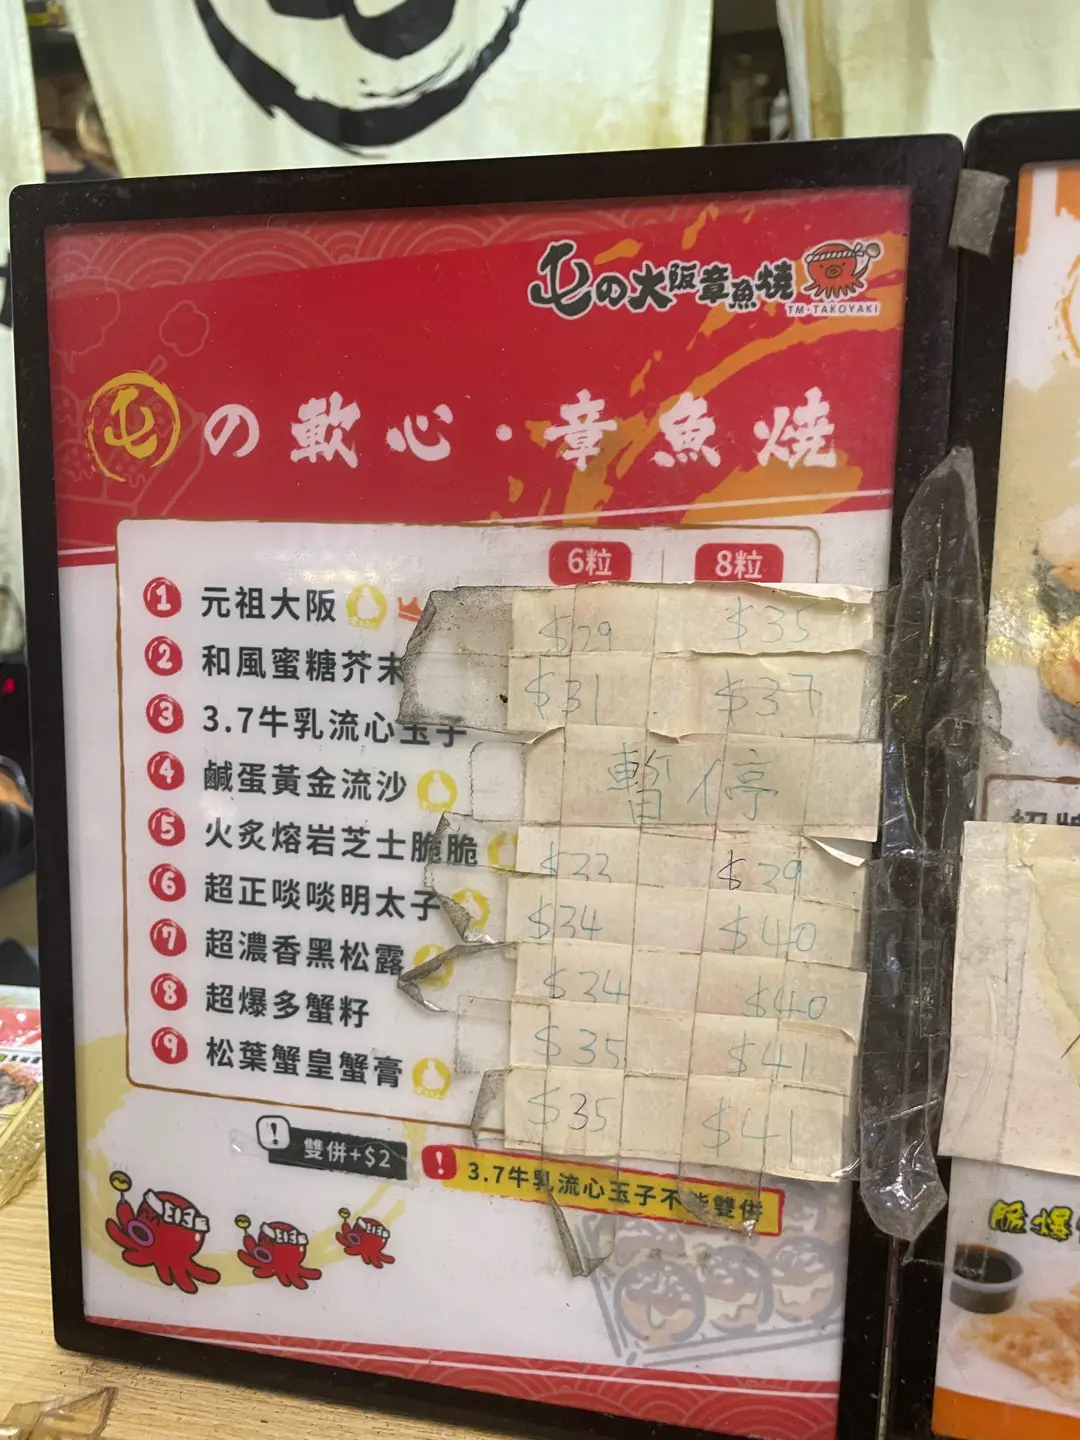 の大阪章魚燒
TM·TAKOYAKI
の軟心·章魚燒
6粒 8粒
1 元祖大阪 $29 $35
2 和風蜜糖芥末 $31 $37
3 3.7牛乳流心玉子 暫停
4 鹹蛋黃金流沙 $33 $39
5 火炙熔岩芝士脆脆 $34 $40
6 超正啖啖明太子 $34 $40
7 超濃香黑松露 $35 $41
8 超爆多蟹籽 $35 $41
9 松葉蟹皇蟹膏
! 雙併+$2
! 3.7牛乳流心玉子不能雙併